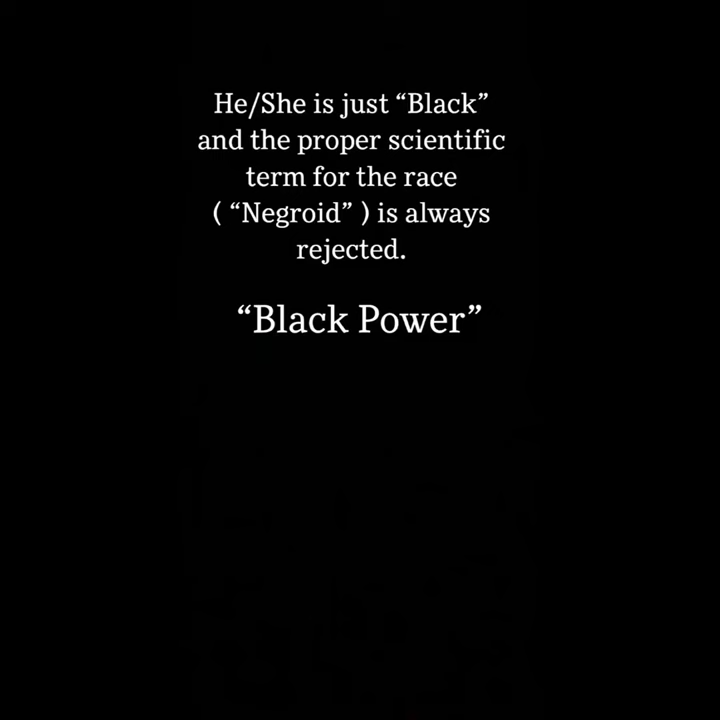 He/She is just “Black”
and the proper scientific
term for the race
( “Negroid” ) is always
rejected.
“Black Power”